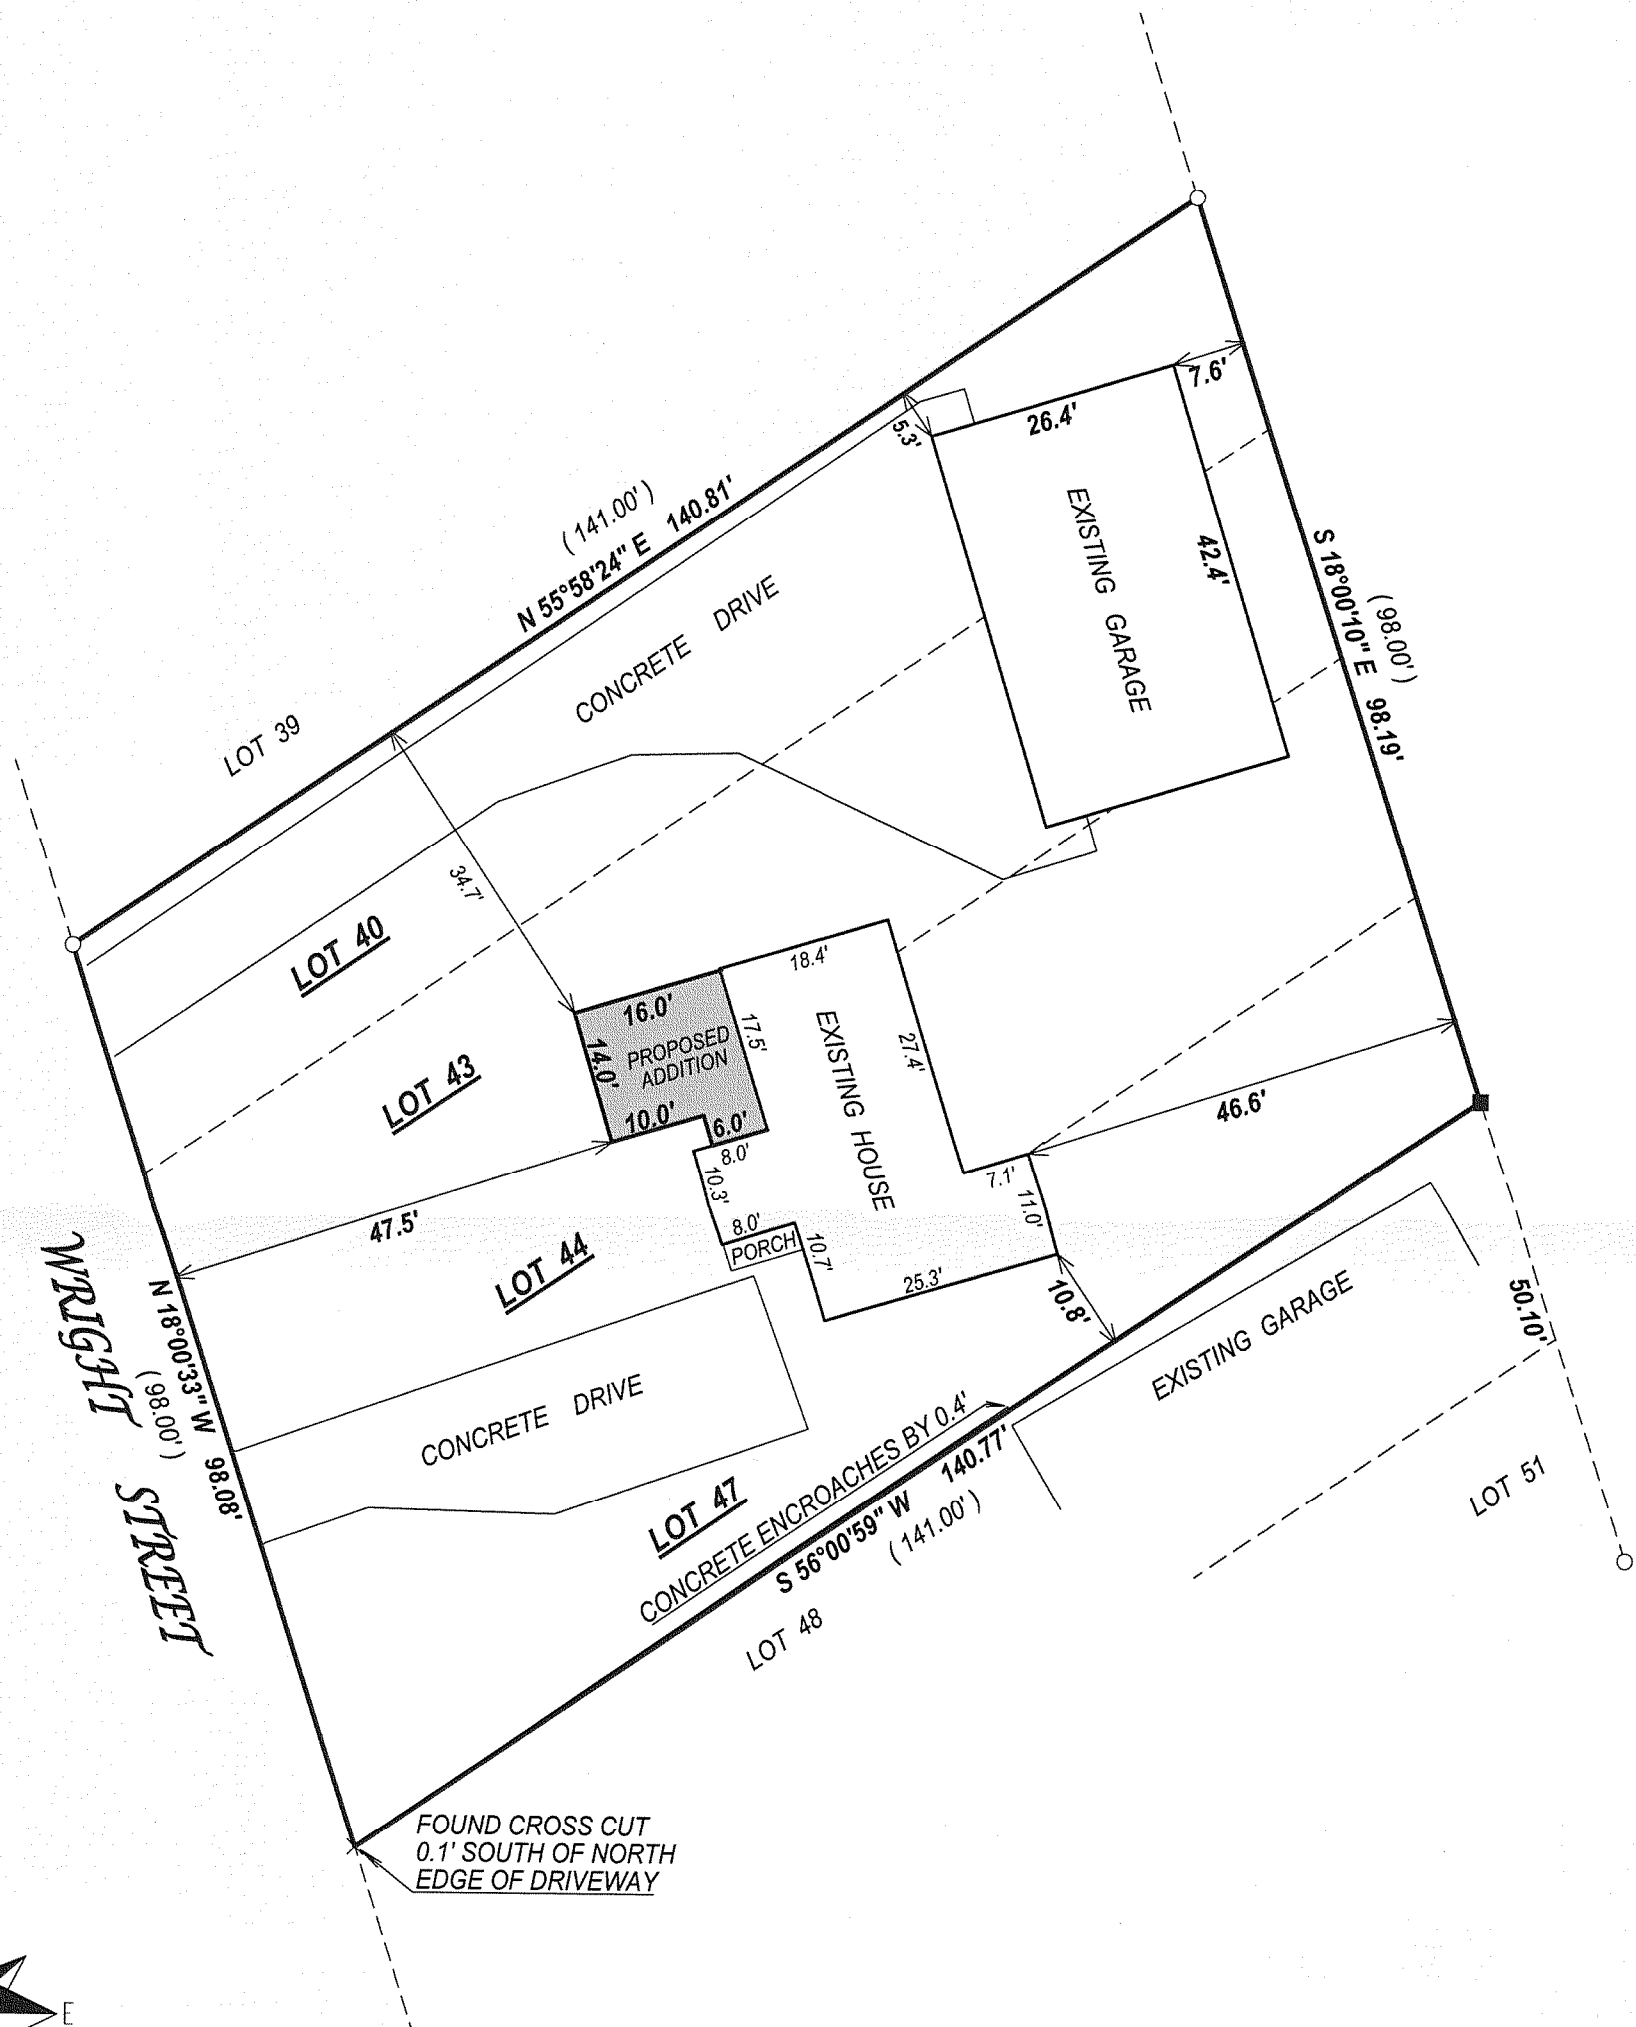 7.6'
26.4'
5.3'
(141.00')
N 55°58'24" E 140.81'
EXISTING GARAGE
42.4'
S 18°00'10" E 98.19'
(98.00')
CONCRETE DRIVE
LOT 39
34.7'
LOT 40
18.4'
16.0'
PROPOSED
ADDITION
14.0'
17.5'
10.0'
6.0'
EXISTING HOUSE
27.4'
LOT 43
8.0'
10.3'
7.1'
11.0'
46.6'
47.5'
8.0'
PORCH
10.7'
25.3'
10.8'
LOT 44
WRIGHT STREET
N 18°00'33" W 98.08'
(98.00')
CONCRETE DRIVE
EXISTING GARAGE
50.10'
LOT 47
CONCRETE ENCROACHES BY 0.4'
S 56°00'59" W 140.77'
(141.00')
LOT 51
LOT 48
FOUND CROSS CUT
0.1' SOUTH OF NORTH
EDGE OF DRIVEWAY
E